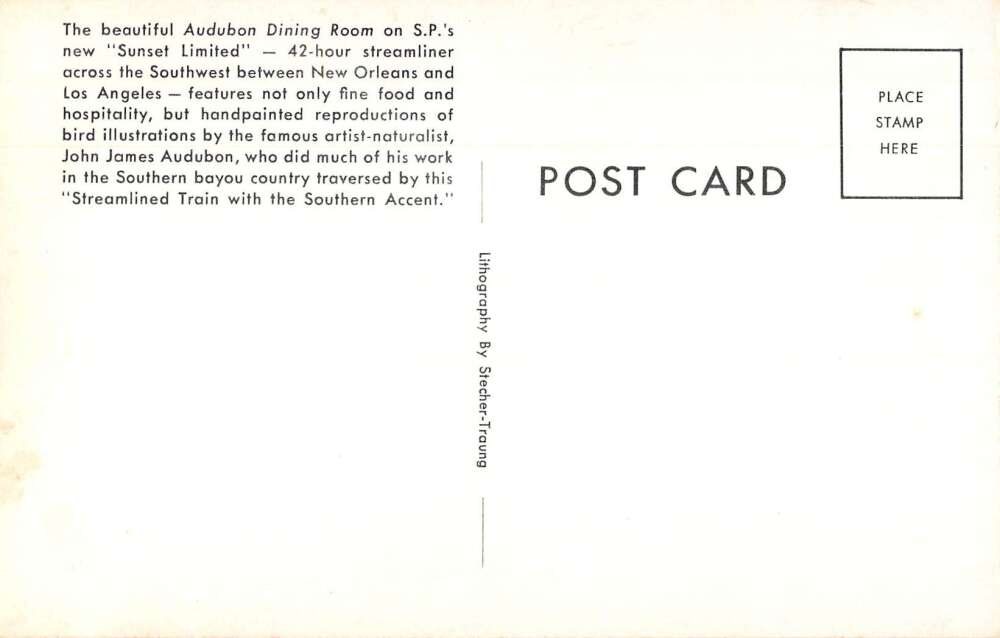 The beautiful Audubon Dining Room on S.P.'s
new "Sunset Limited" — 42-hour streamliner
across the Southwest between New Orleans and
Los Angeles — features not only fine food and
hospitality, but handpainted reproductions of
bird illustrations by the famous artist-naturalist,
John James Audubon, who did much of his work
in the Southern bayou country traversed by this
"Streamlined Train with the Southern Accent."
Lithography By Stecher-Traung
POST CARD
PLACE
STAMP
HERE